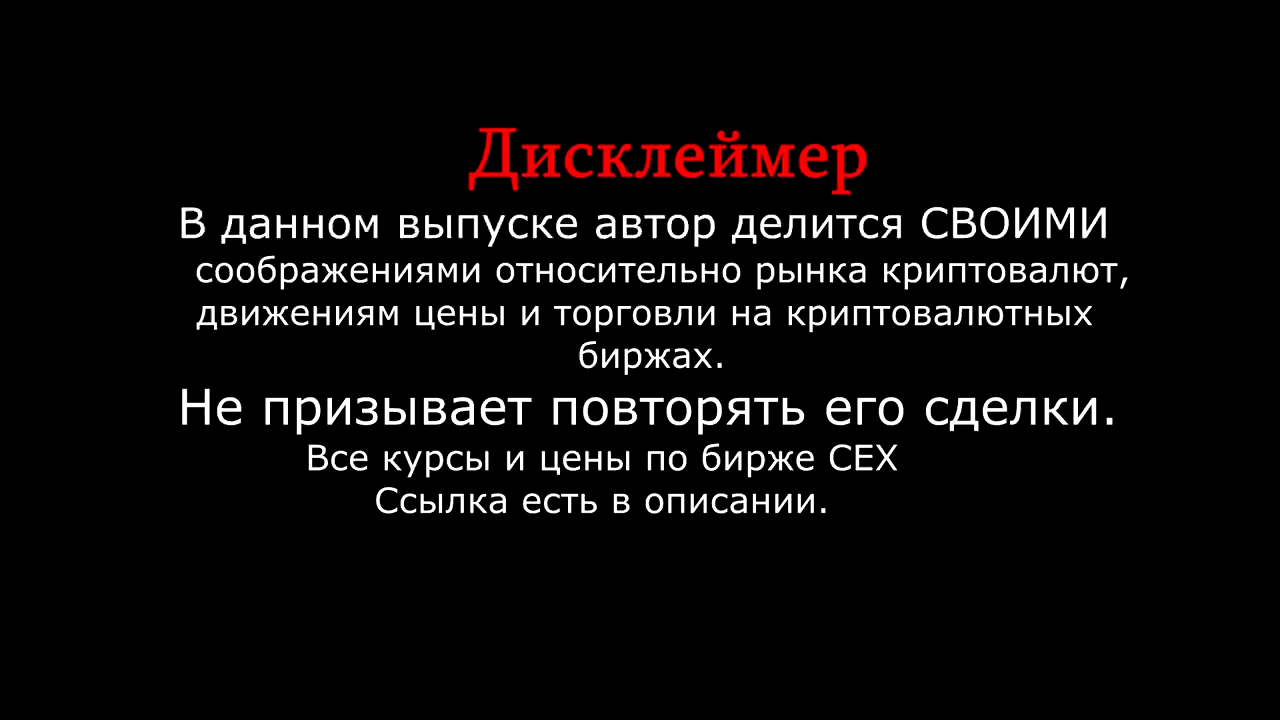 Дисклеймер
В данном выпуске автор делится СВОИМИ
соображениями относительно рынка криптовалют,
движениям цены и торговли на криптовалютных
биржах.
Не призывает повторять его сделки.
Все курсы и цены по бирже CEX
Ссылка есть в описании.